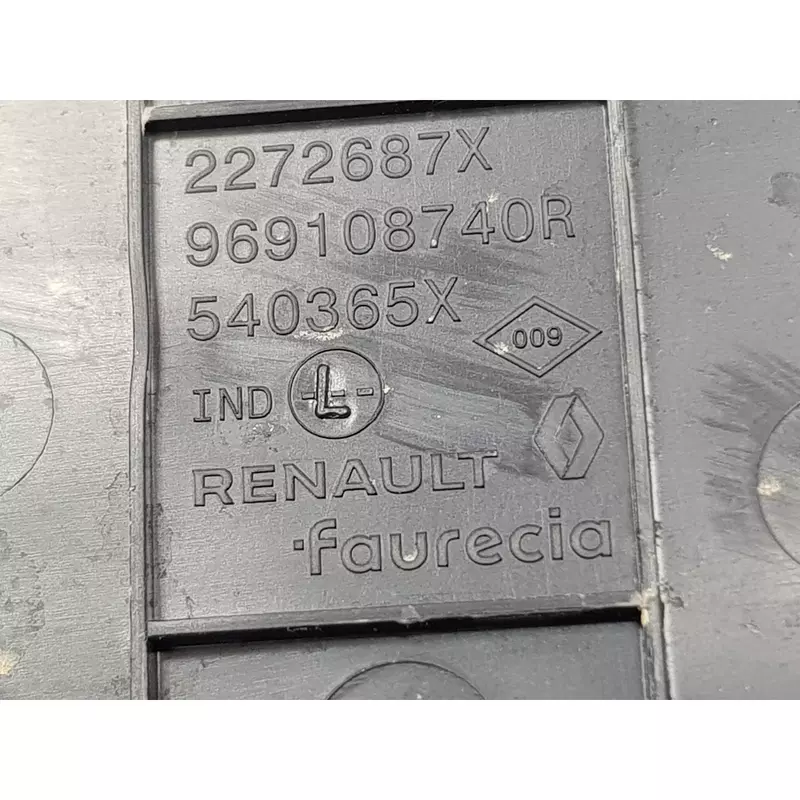 2272687X
969108740R
540365X
009
IND L
RENAULT
faurecia